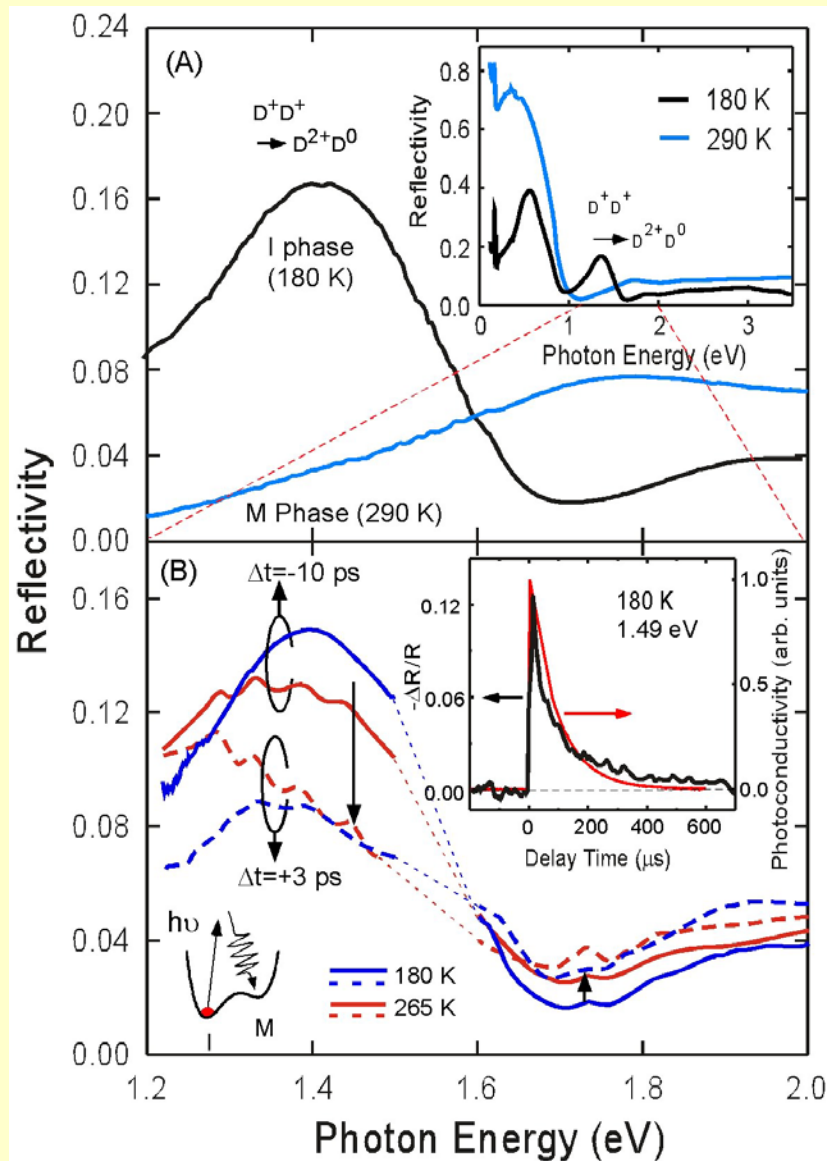 Reflectivity
0.24
0.20
0.16
0.12
0.08
0.04
0.00
(A)
D⁺D⁺
→ D²⁺D⁰
I phase
(180 K)
M Phase (290 K)
Reflectivity
0.8
0.6
0.4
0.2
0.0
180 K
290 K
D⁺D⁺
→ D²⁺D⁰
0 1 2 3
Photon Energy (eV)
(B)
0.16
0.12
0.08
0.04
0.00
Δt=-10 ps
Δt=+3 ps
hυ
I M
180 K
265 K
-ΔR/R
0.12
0.06
0.00
180 K
1.49 eV
1.0
0.5
0.0
Photoconductivity (arb. units)
0 200 400 600
Delay Time (μs)
1.2 1.4 1.6 1.8 2.0
Photon Energy (eV)